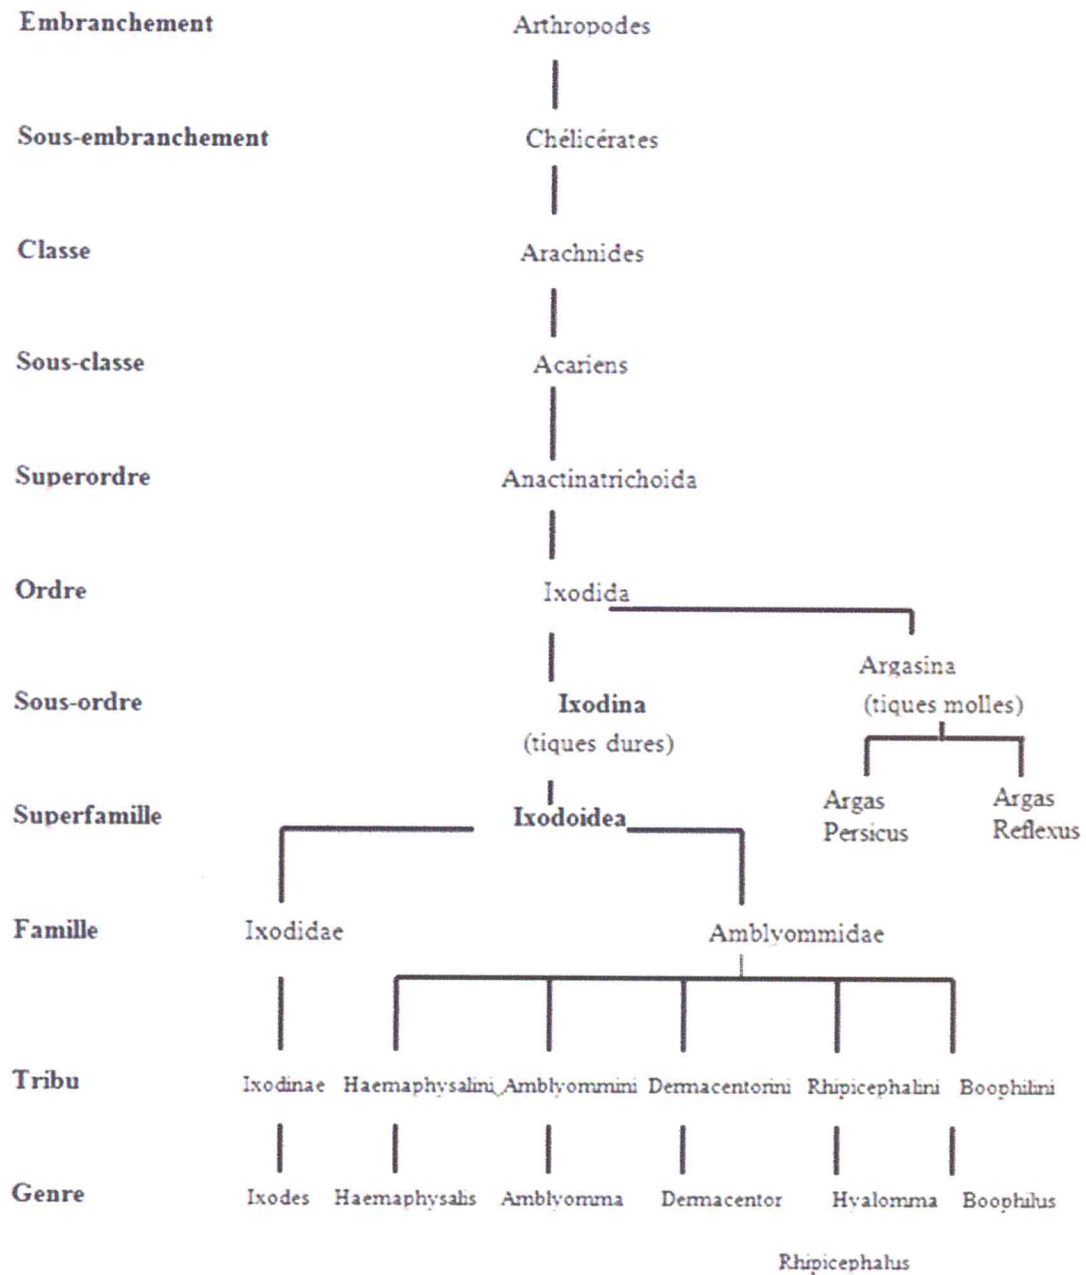 Embranchement Arthropodes
Sous-embranchement Chélicérates
Classe Arachnides
Sous-classe Acariens
Superordre Anactinatrichoida
Ordre Ixodida
Argasina
Sous-ordre Ixodina (tiques molles)
(tiques dures)
Superfamille Ixodoidea Argas Argas
Persicus Reflexus
Famille Ixodidae Amblyommidae
Tribu Ixodinae Haemaphysalini Amblyommini Dermacentorini Rhipicephalini Boophilini
Genre Ixodes Haemaphysalis Amblyomma Dermacentor Hyalomma Boophilus
Rhipicephalus